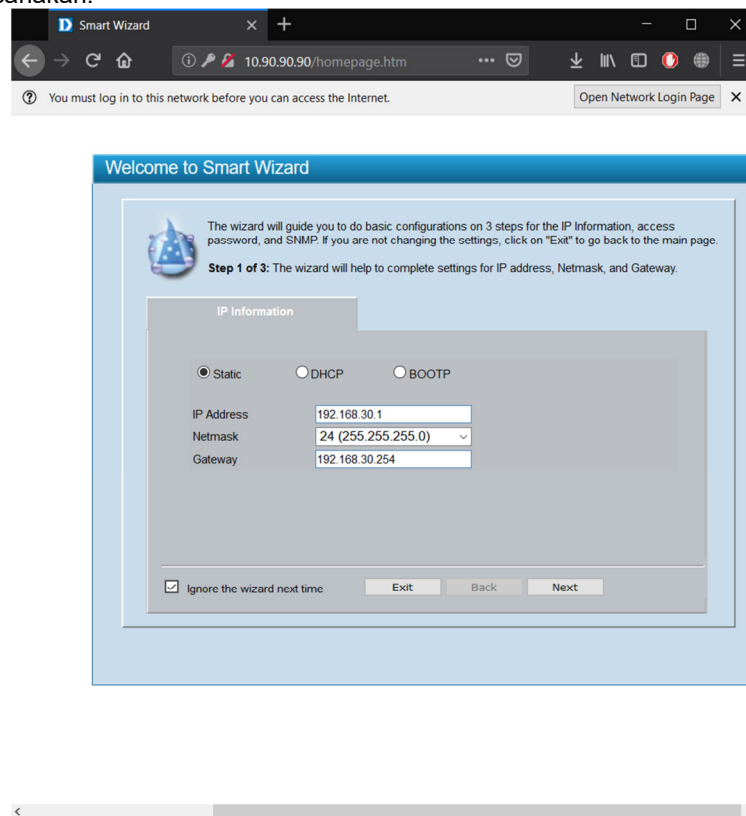 Smart Wizard
10.90.90.90/homepage.htm
You must log in to this network before you can access the Internet.
Open Network Login Page
Welcome to Smart Wizard
The wizard will guide you to do basic configurations on 3 steps for the IP Information, access
password, and SNMP. If you are not changing the settings, click on "Exit" to go back to the main page.
Step 1 of 3: The wizard will help to complete settings for IP address, Netmask, and Gateway.
IP Information
Static DHCP BOOTP
IP Address 192.168.30.1
Netmask 24 (255.255.255.0)
Gateway 192.168.30.254
Ignore the wizard next time Exit Back Next